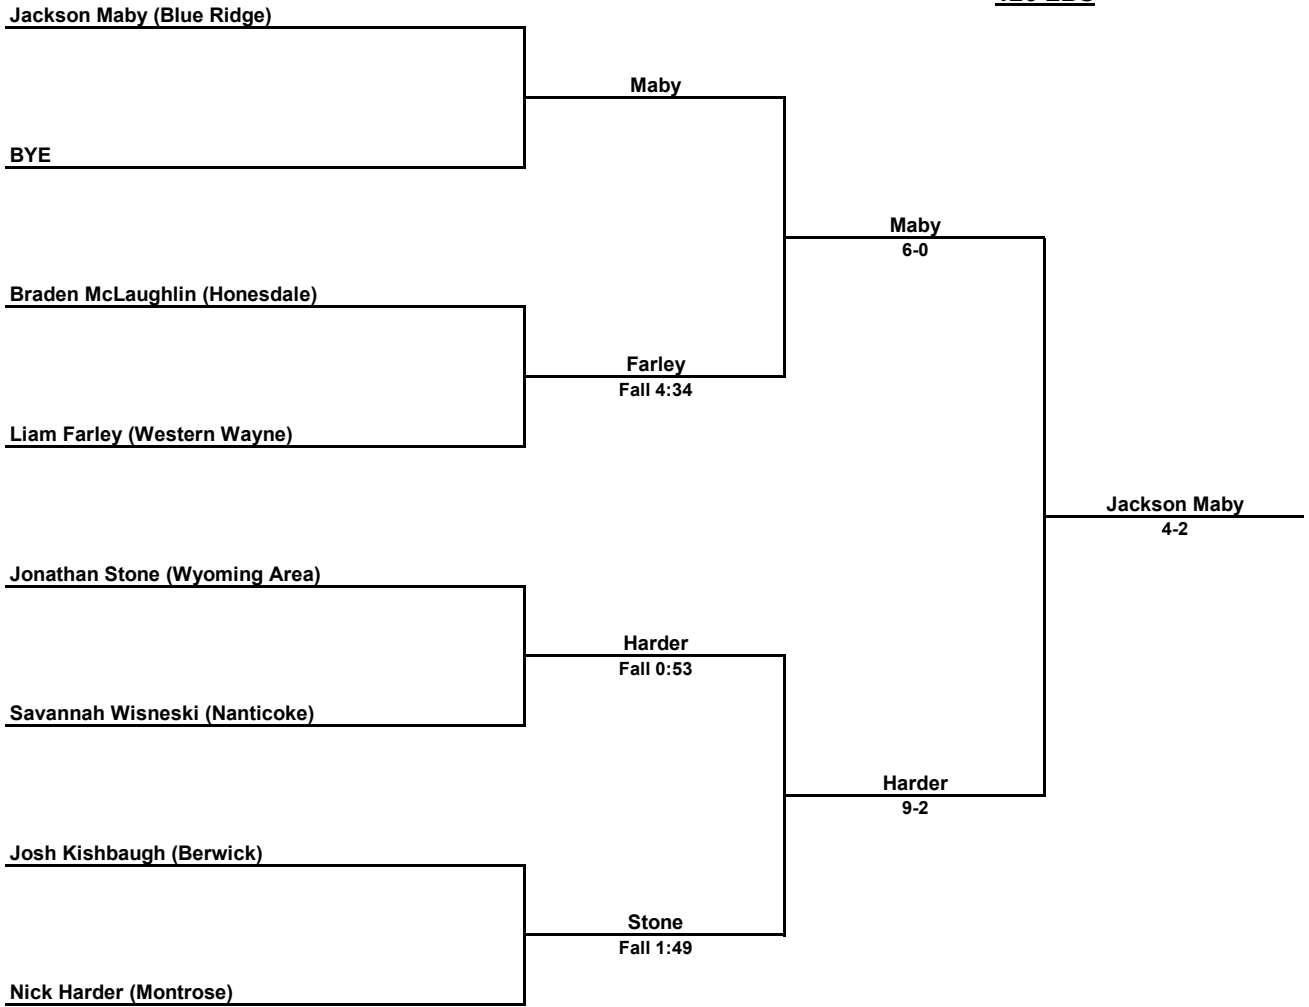 Jackson Maby (Blue Ridge)
Maby
BYE
Maby
6-0
Braden McLaughlin (Honesdale)
Farley
Fall 4:34
Liam Farley (Western Wayne)
Jackson Maby
4-2
Jonathan Stone (Wyoming Area)
Harder
Fall 0:53
Savannah Wisneski (Nanticoke)
Harder
9-2
Josh Kishbaugh (Berwick)
Stone
Fall 1:49
Nick Harder (Montrose)